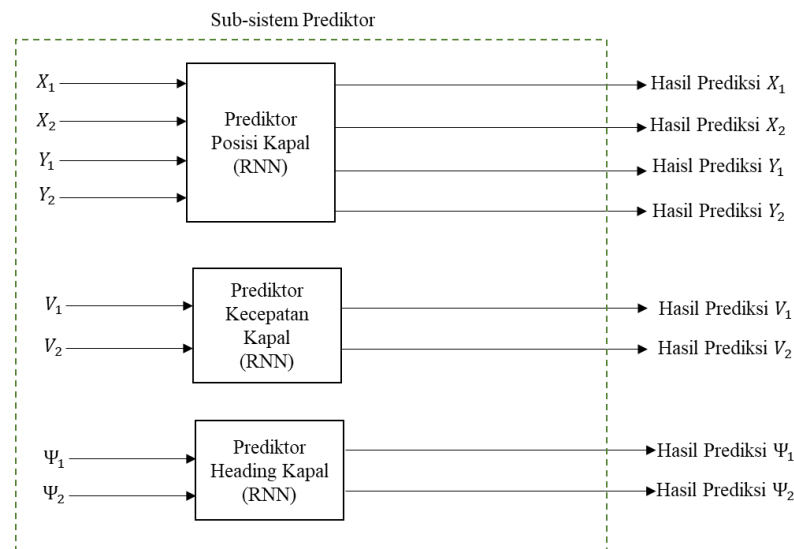 Sub-sistem Prediktor
X₁
X₂
Y₁
Y₂
Prediktor
Posisi Kapal
(RNN)
Hasil Prediksi X₁
Hasil Prediksi X₂
Haisl Prediksi Y₁
Hasil Prediksi Y₂
V₁
V₂
Prediktor
Kecepatan
Kapal
(RNN)
Hasil Prediksi V₁
Hasil Prediksi V₂
Ψ₁
Ψ₂
Prediktor
Heading Kapal
(RNN)
Hasil Prediksi Ψ₁
Hasil Prediksi Ψ₂